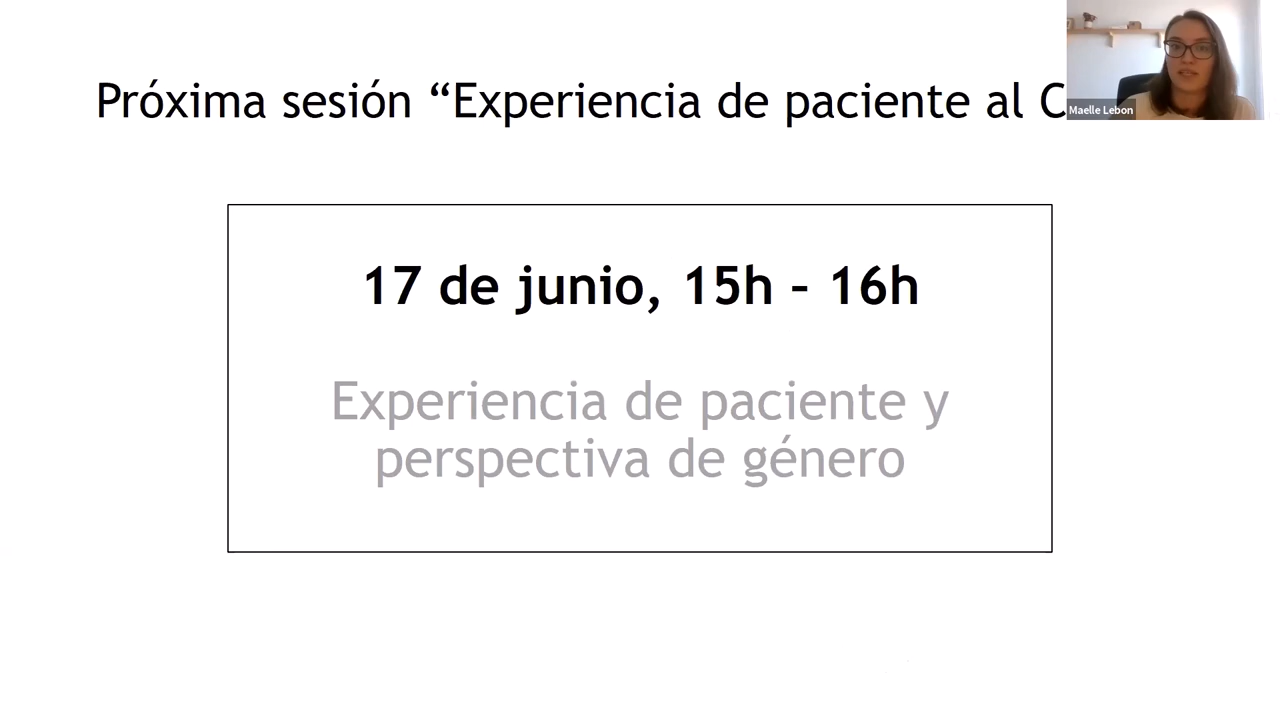 Próxima sesión “Experiencia de paciente al
Maelle Lebon
17 de junio, 15h – 16h
Experiencia de paciente y
perspectiva de género